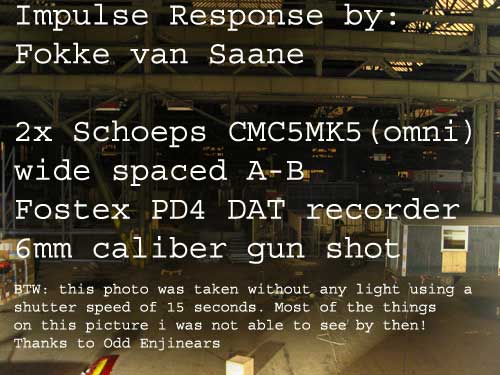 Impulse Response by:
Fokke van Saane
2x Schoeps CMC5MK5(omni)
wide spaced A-B
Fostex PD4 DAT recorder
6mm caliber gun shot
BTW: this photo was taken without any light using a
shutter speed of 15 seconds. Most of the things
on this picture i was not able to see by then!
Thanks to Odd Enjinears